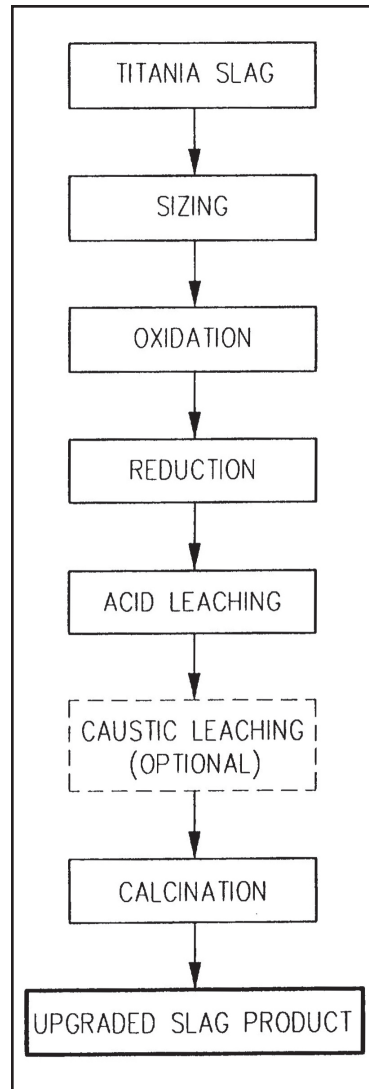 TITANIA SLAG
SIZING
OXIDATION
REDUCTION
ACID LEACHING
CAUSTIC LEACHING
(OPTIONAL)
CALCINATION
UPGRADED SLAG PRODUCT